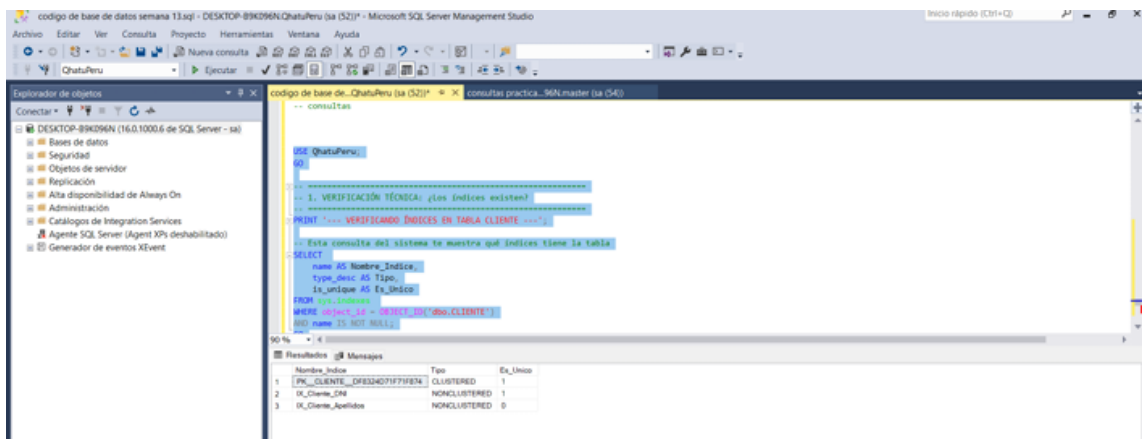 codigo de base de datos semana 13.sql - DESKTOP-B9K096N.QhatuPeru (sa (52))* - Microsoft SQL Server Management Studio
Inicio rápido (Ctrl+Q)
Archivo Editar Ver Consulta Proyecto Herramientas Ventana Ayuda
Nueva consulta
QhatuPeru Ejecutar
Explorador de objetos
codigo de base de...QhatuPeru (sa (52))* consultas practica...96N.master (sa (54))
Conectar
DESKTOP-B9K096N (16.0.1000.6 de SQL Server - sa)
Bases de datos
Seguridad
Objetos de servidor
Replicación
Alta disponibilidad de Always On
Administración
Catálogos de Integration Services
Agente SQL Server (Agent XPs deshabilitado)
Generador de eventos XEvent
-- consultas
USE QhatuPeru;
GO
-- 1. VERIFICACIÓN TÉCNICA: ¿Los índices existen?
PRINT '--- VERIFICANDO ÍNDICES EN TABLA CLIENTE ---';
-- Esta consulta del sistema te muestra qué índices tiene la tabla
SELECT
name AS Nombre_Indice,
type_desc AS Tipo,
is_unique AS Es_Unico
FROM sys.indexes
WHERE object_id = OBJECT_ID('dbo.CLIENTE')
AND name IS NOT NULL;
90 %
Resultados Mensajes
Nombre_Indice Tipo Es_Unico
1 PK__CLIENTE__DF8324D71F71F874 CLUSTERED 1
2 IX_Cliente_DNI NONCLUSTERED 1
3 IX_Cliente_Apellidos NONCLUSTERED 0